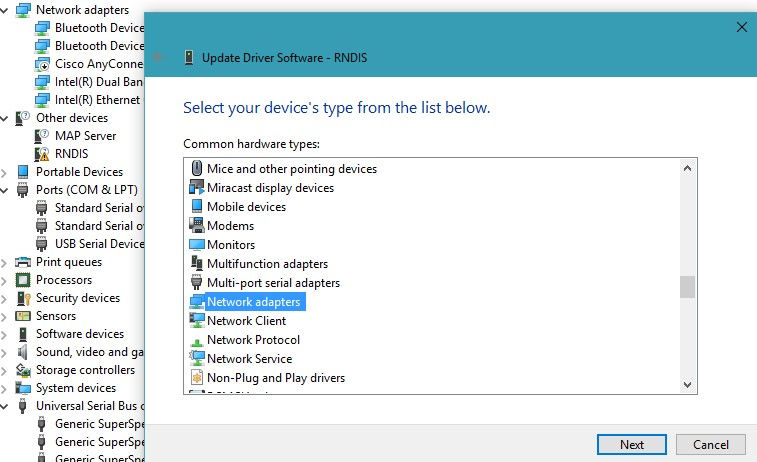 Network adapters
Bluetooth Device
Bluetooth Device
Cisco AnyConne
Intel(R) Dual Ban
Intel(R) Ethernet
Other devices
MAP Server
RNDIS
Portable Devices
Ports (COM & LPT)
Standard Serial o
Standard Serial o
USB Serial Device
Print queues
Processors
Security devices
Sensors
Software devices
Sound, video and ga
Storage controllers
System devices
Universal Serial Bus
Generic SuperSpe
Generic SuperSpe
Generic SuperSpe
Update Driver Software - RNDIS
Select your device's type from the list below.
Common hardware types:
Mice and other pointing devices
Miracast display devices
Mobile devices
Modems
Monitors
Multifunction adapters
Multi-port serial adapters
Network adapters
Network Client
Network Protocol
Network Service
Non-Plug and Play drivers
Next
Cancel